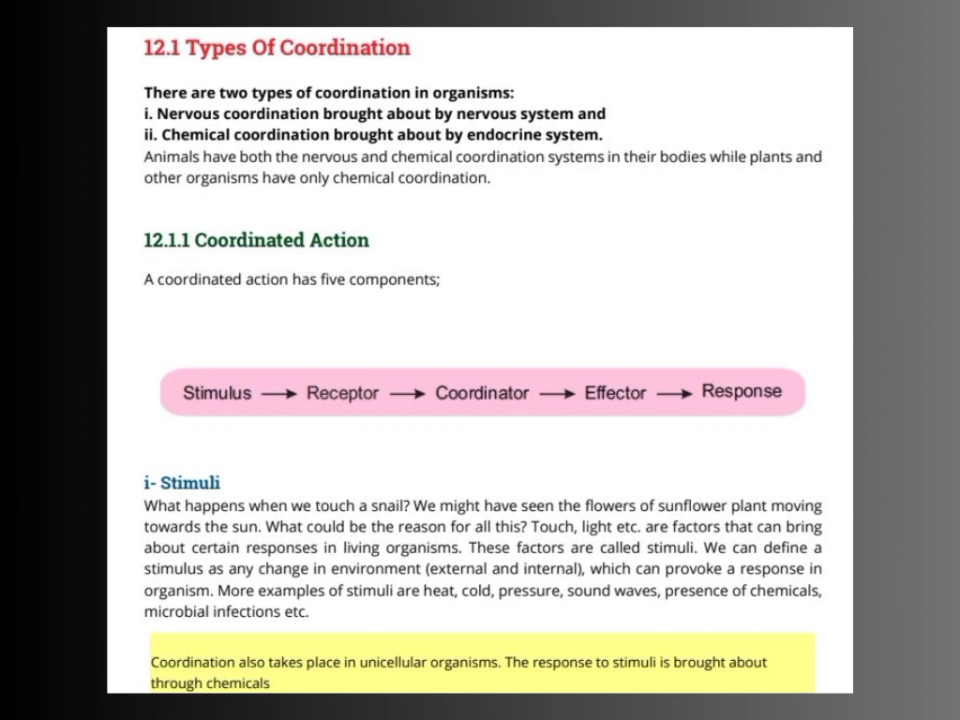 12.1 Types Of Coordination
There are two types of coordination in organisms:
i. Nervous coordination brought about by nervous system and
ii. Chemical coordination brought about by endocrine system.
Animals have both the nervous and chemical coordination systems in their bodies while plants and
other organisms have only chemical coordination.
12.1.1 Coordinated Action
A coordinated action has five components;
Stimulus → Receptor → Coordinator → Effector → Response
i- Stimuli
What happens when we touch a snail? We might have seen the flowers of sunflower plant moving
towards the sun. What could be the reason for all this? Touch, light etc. are factors that can bring
about certain responses in living organisms. These factors are called stimuli. We can define a
stimulus as any change in environment (external and internal), which can provoke a response in
organism. More examples of stimuli are heat, cold, pressure, sound waves, presence of chemicals,
microbial infections etc.
Coordination also takes place in unicellular organisms. The response to stimuli is brought about
through chemicals